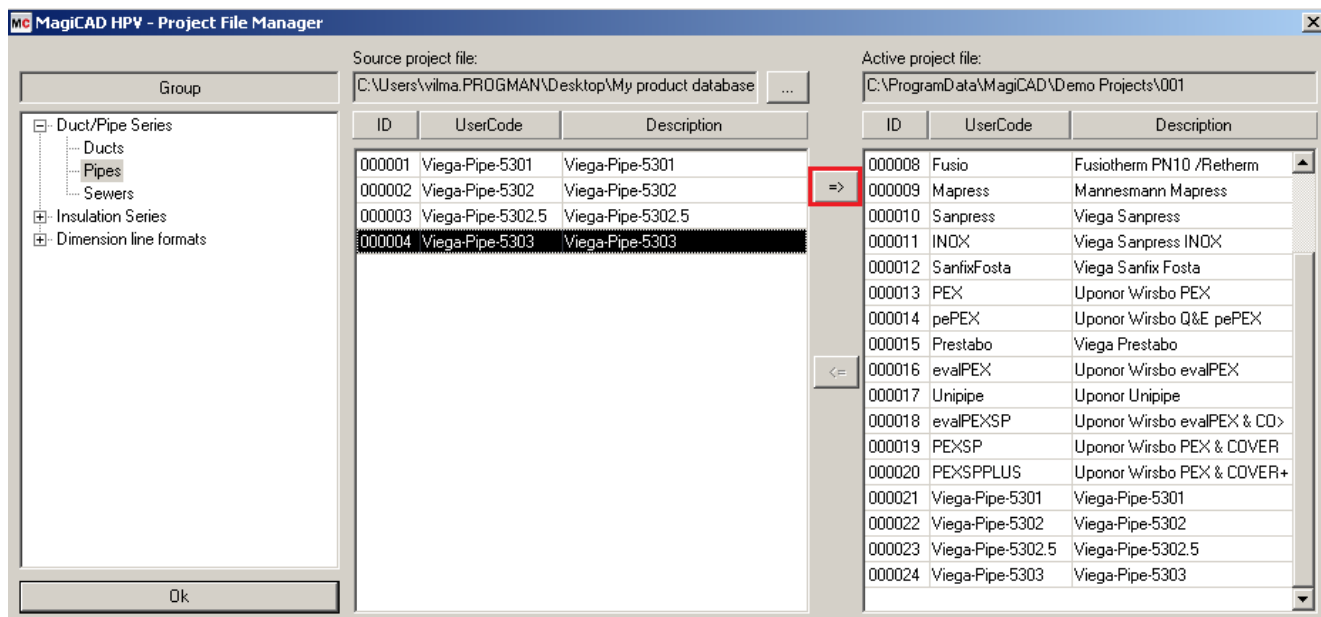 MC MagiCAD HPV - Project File Manager
Source project file:
Active project file:
Group
C:\Users\vilma.PROGMAN\Desktop\My product database
...
C:\ProgramData\MagiCAD\Demo Projects\001
Duct/Pipe Series
Ducts
Pipes
Sewers
Insulation Series
Dimension line formats
ID UserCode Description
000001 Viega-Pipe-5301 Viega-Pipe-5301
000002 Viega-Pipe-5302 Viega-Pipe-5302
000003 Viega-Pipe-5302.5 Viega-Pipe-5302.5
000004 Viega-Pipe-5303 Viega-Pipe-5303
=>
<=
ID UserCode Description
000008 Fusio Fusiotherm PN10 /Retherm
000009 Mapress Mannesmann Mapress
000010 Sanpress Viega Sanpress
000011 INOX Viega Sanpress INOX
000012 SanfixFosta Viega Sanfix Fosta
000013 PEX Uponor Wirsbo PEX
000014 pePEX Uponor Wirsbo Q&E pePEX
000015 Prestabo Viega Prestabo
000016 evalPEX Uponor Wirsbo evalPEX
000017 Unipipe Uponor Unipipe
000018 evalPEXSP Uponor Wirsbo evalPEX & CO>
000019 PEXSP Uponor Wirsbo PEX & COVER
000020 PEXSPPLUS Uponor Wirsbo PEX & COVER+
000021 Viega-Pipe-5301 Viega-Pipe-5301
000022 Viega-Pipe-5302 Viega-Pipe-5302
000023 Viega-Pipe-5302.5 Viega-Pipe-5302.5
000024 Viega-Pipe-5303 Viega-Pipe-5303
Ok